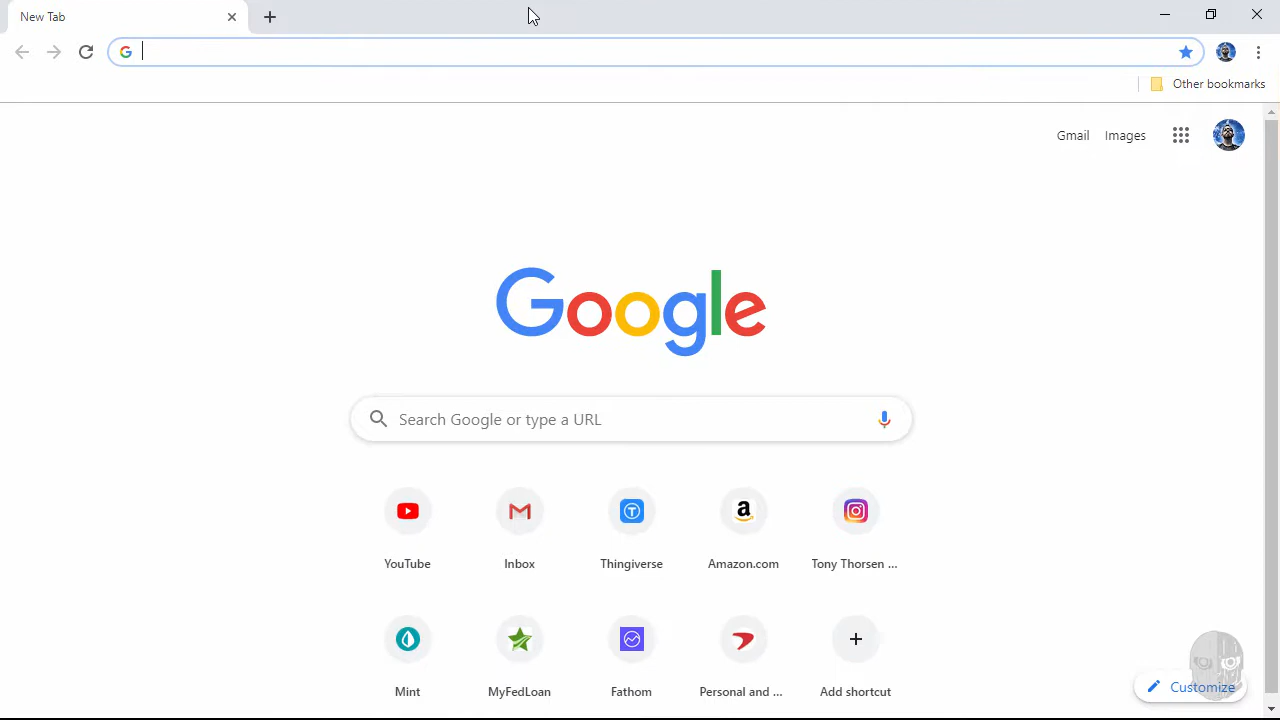 New Tab
Other bookmarks
Gmail Images
Google
Search Google or type a URL
YouTube Inbox Thingiverse Amazon.com Tony Thorsen ...
Mint MyFedLoan Fathom Personal and ... Add shortcut
Customize